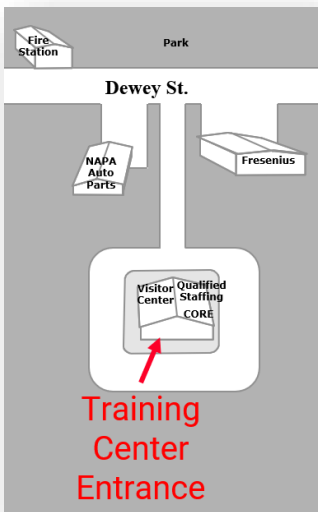 Fire
Station
Park
Dewey St.
NAPA
Auto
Parts
Fresenius
Visitor
Center
Qualified
Staffing
CORE
Training
Center
Entrance